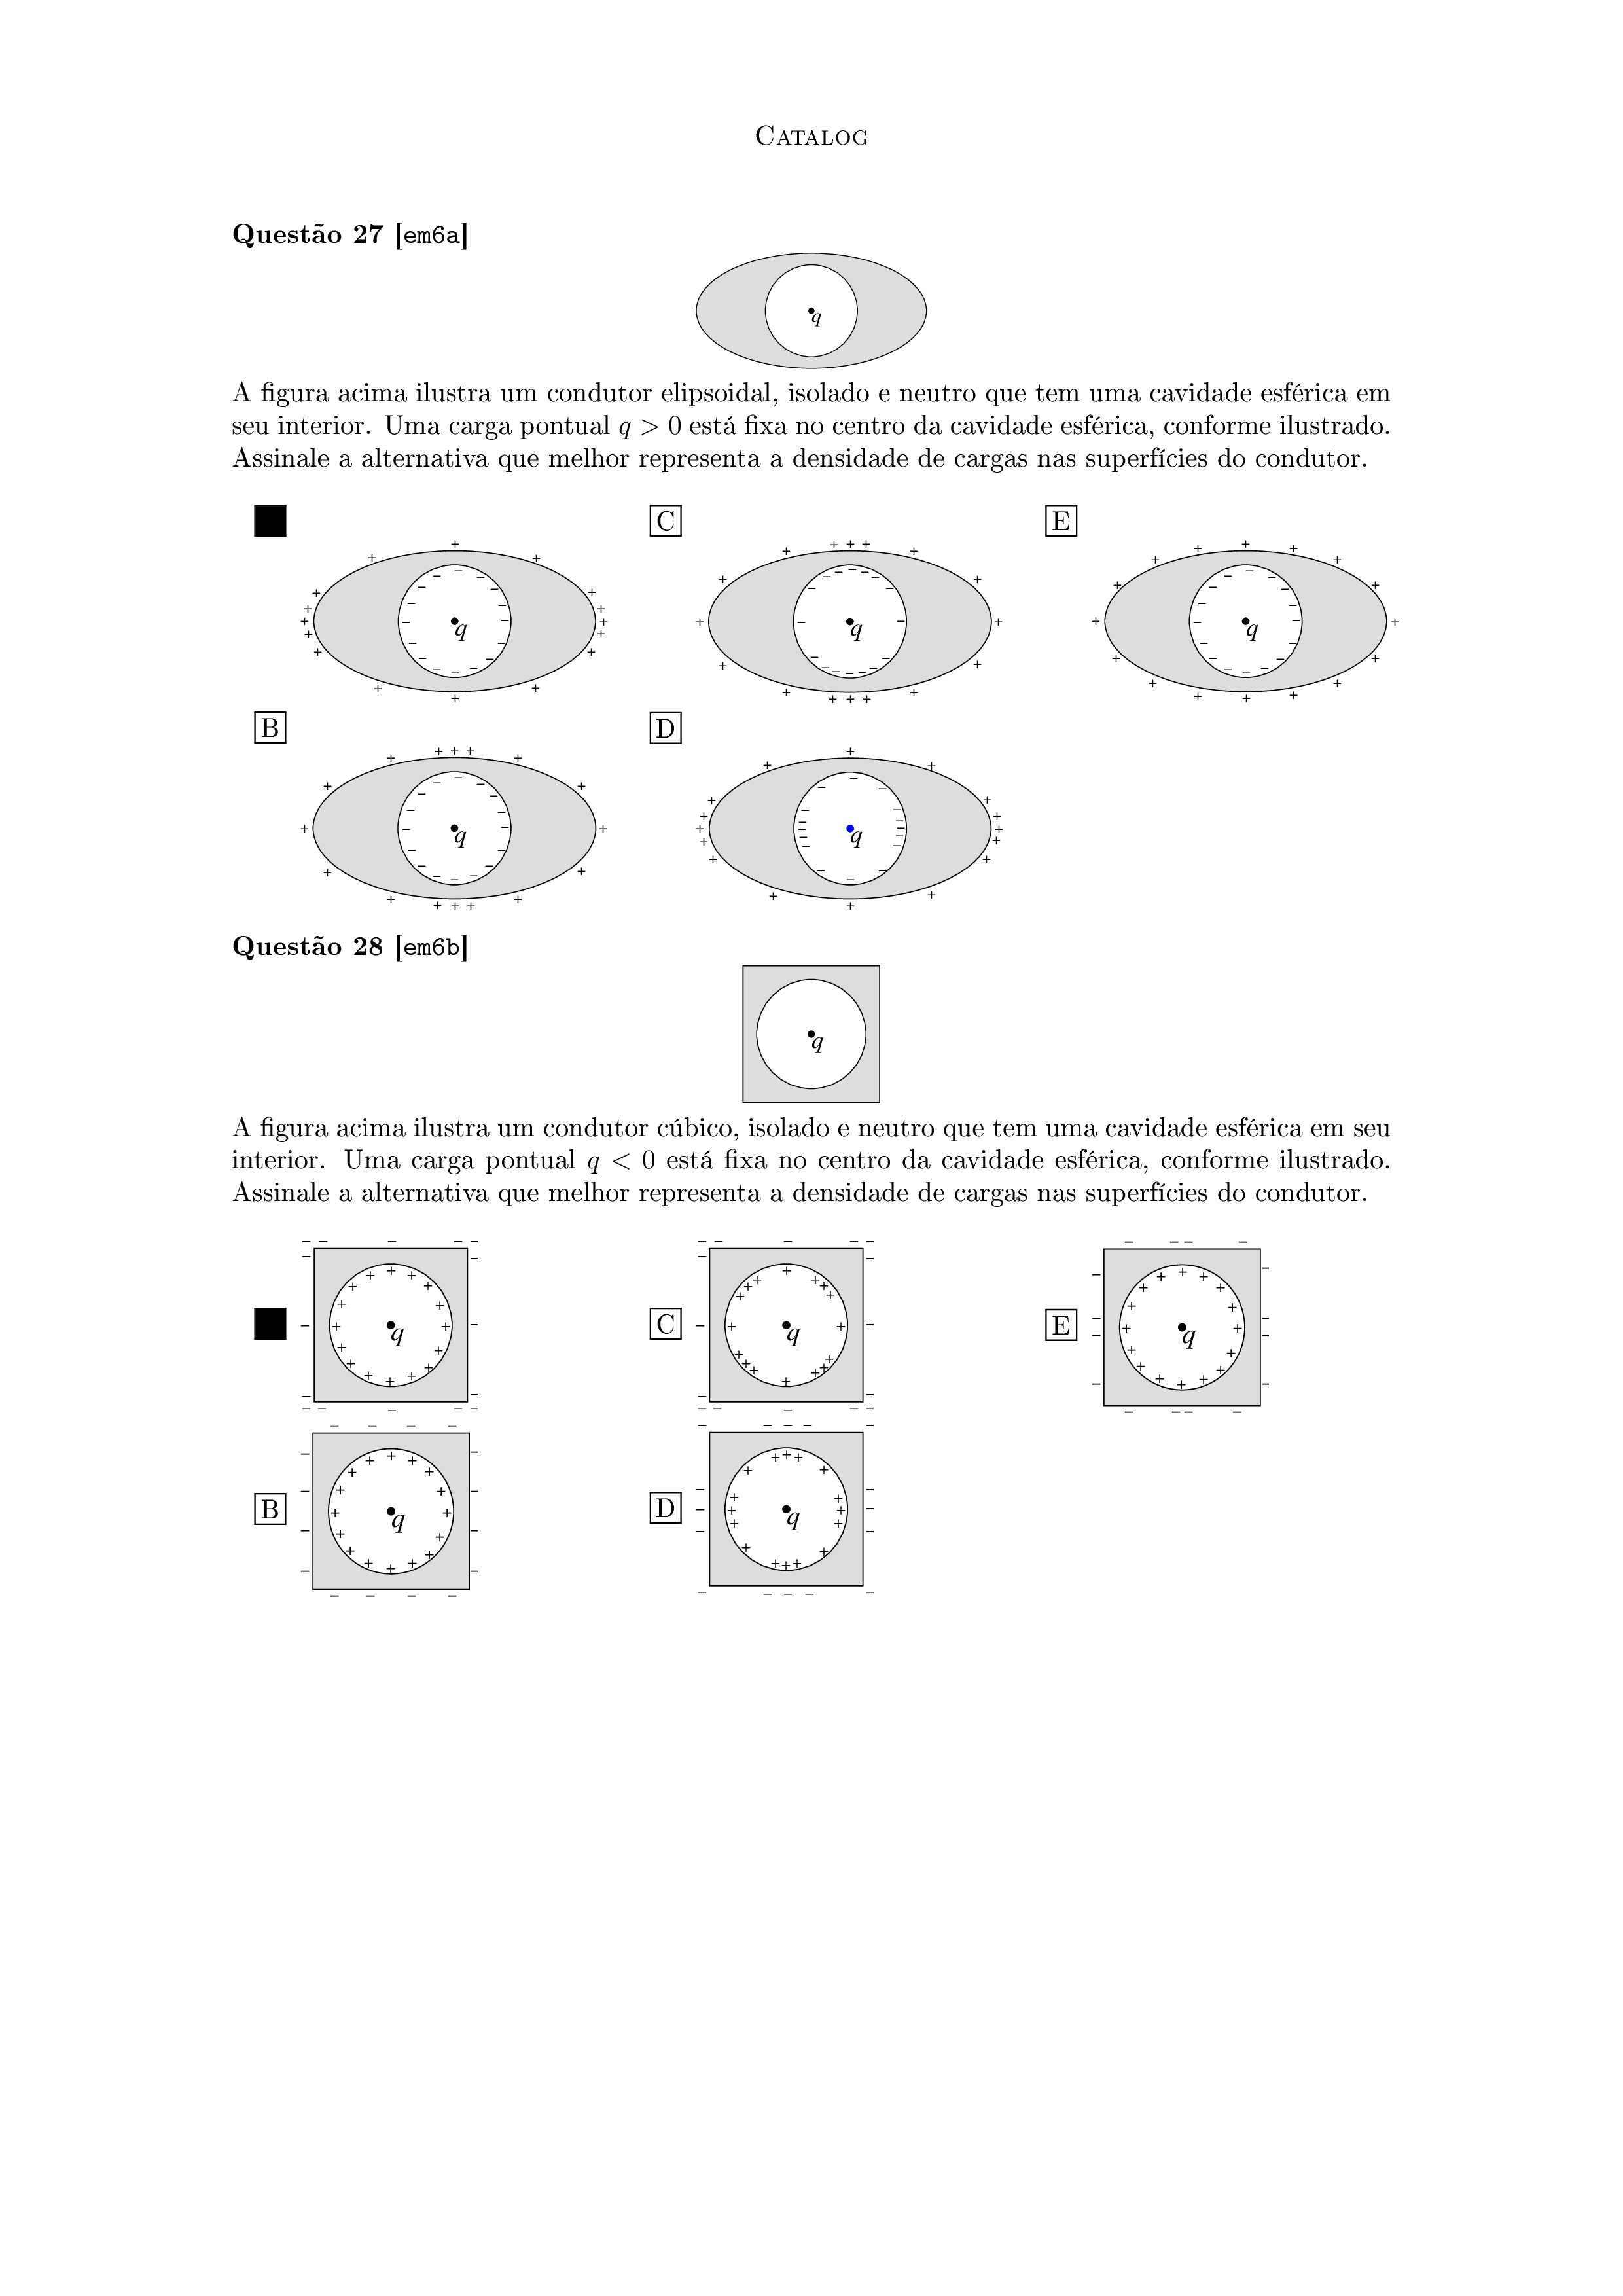 CATALOG
Questão 27 [em6a]
q
A figura acima ilustra um condutor elipsoidal, isolado e neutro que tem uma cavidade esférica em
seu interior. Uma carga pontual q > 0 está fixa no centro da cavidade esférica, conforme ilustrado.
Assinale a alternativa que melhor representa a densidade de cargas nas superfícies do condutor.
C E
q q q
B D
q q
Questão 28 [em6b]
q
A figura acima ilustra um condutor cúbico, isolado e neutro que tem uma cavidade esférica em seu
interior. Uma carga pontual q < 0 está fixa no centro da cavidade esférica, conforme ilustrado.
Assinale a alternativa que melhor representa a densidade de cargas nas superfícies do condutor.
q C q E q
B q D q